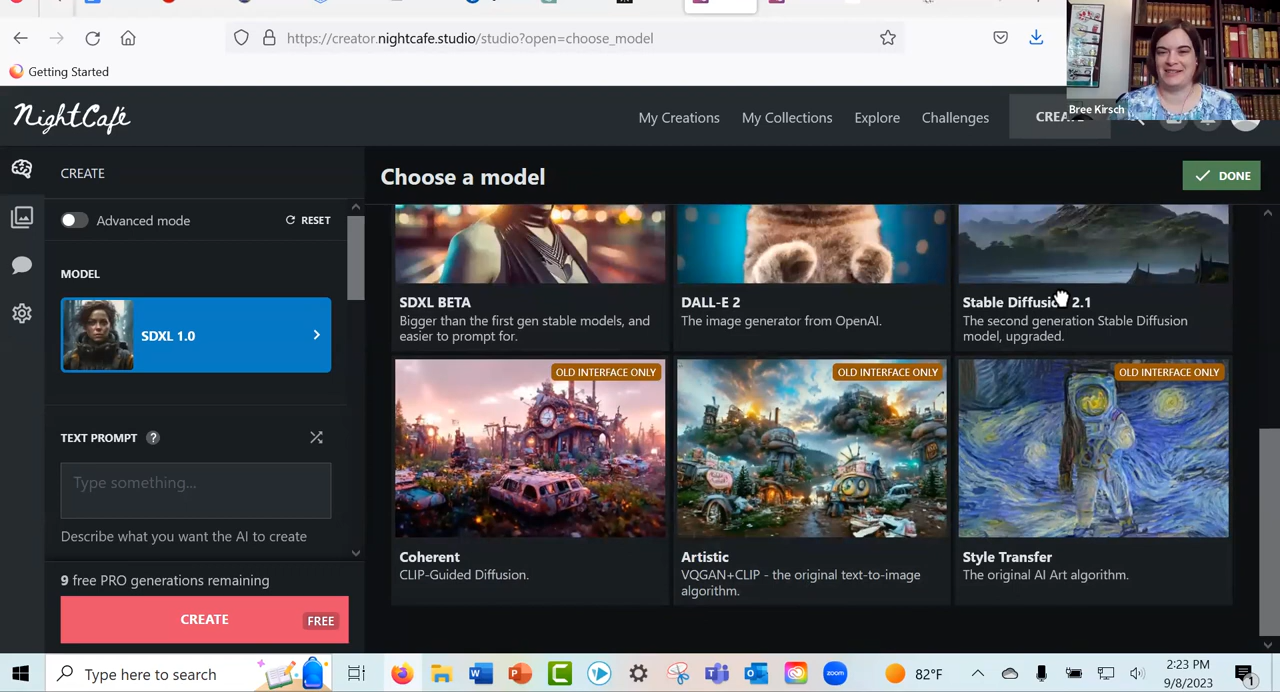 https://creator.nightcafe.studio/studio?open=choose_model
Getting Started
Bree Kirsch
NightCafe
My Creations
My Collections
Explore
Challenges
CREATE
CREATE
Choose a model
DONE
Advanced mode
RESET
MODEL
SDXL 1.0
SDXL BETA
Bigger than the first gen stable models, and
easier to prompt for.
DALL-E 2
The image generator from OpenAI.
Stable Diffusion 2.1
The second generation Stable Diffusion
model, upgraded.
OLD INTERFACE ONLY
OLD INTERFACE ONLY
OLD INTERFACE ONLY
TEXT PROMPT ?
Type something...
Describe what you want the AI to create
9 free PRO generations remaining
CREATE
FREE
Coherent
CLIP-Guided Diffusion.
Artistic
VQGAN+CLIP - the original text-to-image
algorithm.
Style Transfer
The original AI Art algorithm.
Type here to search
zoom
82°F
2:23 PM
9/8/2023
1